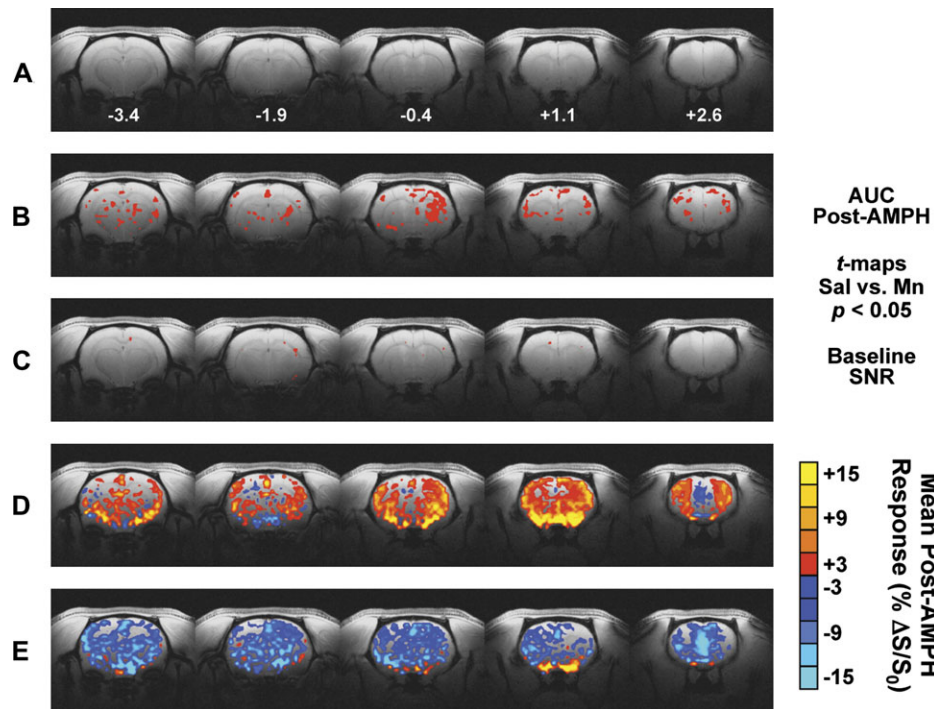 A
-3.4 -1.9 -0.4 +1.1 +2.6
B
AUC
Post-AMPH
t-maps
Sal vs. Mn
p < 0.05
C
Baseline
SNR
D
E
+15
+9
+3
-3
-9
-15
Mean Post-AMPH
Response (% ΔS/S0)